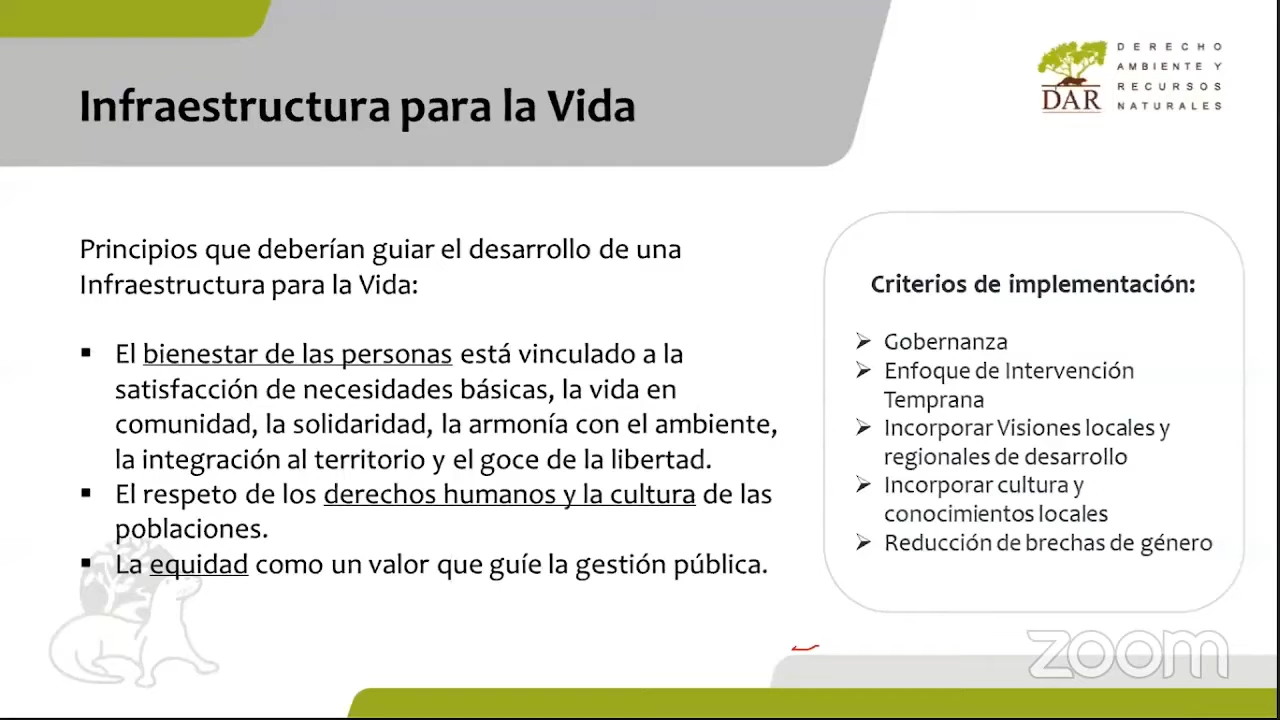 Infraestructura para la Vida
DERECHO
AMBIENTE Y
RECURSOS
NATURALES
DAR
Principios que deberían guiar el desarrollo de una
Infraestructura para la Vida:
▪ El bienestar de las personas está vinculado a la
satisfacción de necesidades básicas, la vida en
comunidad, la solidaridad, la armonía con el ambiente,
la integración al territorio y el goce de la libertad.
▪ El respeto de los derechos humanos y la cultura de las
poblaciones.
▪ La equidad como un valor que guíe la gestión pública.
Criterios de implementación:
➢ Gobernanza
➢ Enfoque de Intervención
Temprana
➢ Incorporar Visiones locales y
regionales de desarrollo
➢ Incorporar cultura y
conocimientos locales
➢ Reducción de brechas de género
zoom